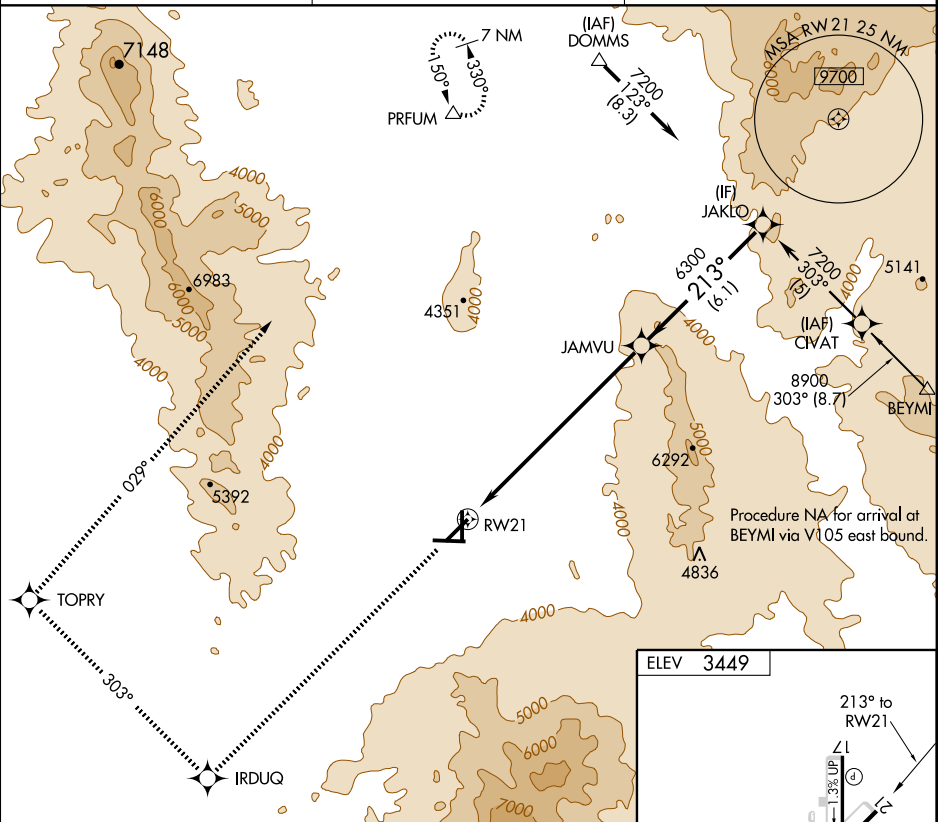 7148
7 NM
150°
330°
PRFUM
(IAF)
DOMMS
7200
123°
(8.3)
MSA RW21 25 NM
9700
000
4000
5000
6000
6983
6000
5000
4000
4351
4000
(IF)
JAKLO
6300
213°
(6.1)
7200
303°
(5)
4000
5141
(IAF)
CIVAT
JAMVU
4000
8900
303° (8.7)
BEYMI
4000
029°
5392
5000
6292
RW21
4000
Procedure NA for arrival at
BEYMI via V105 east bound.
4836
TOPRY
4000
303°
IRDUQ
5000
6000
7000
ELEV 3449
213° to
RW21
17
1.3% UP
P
21